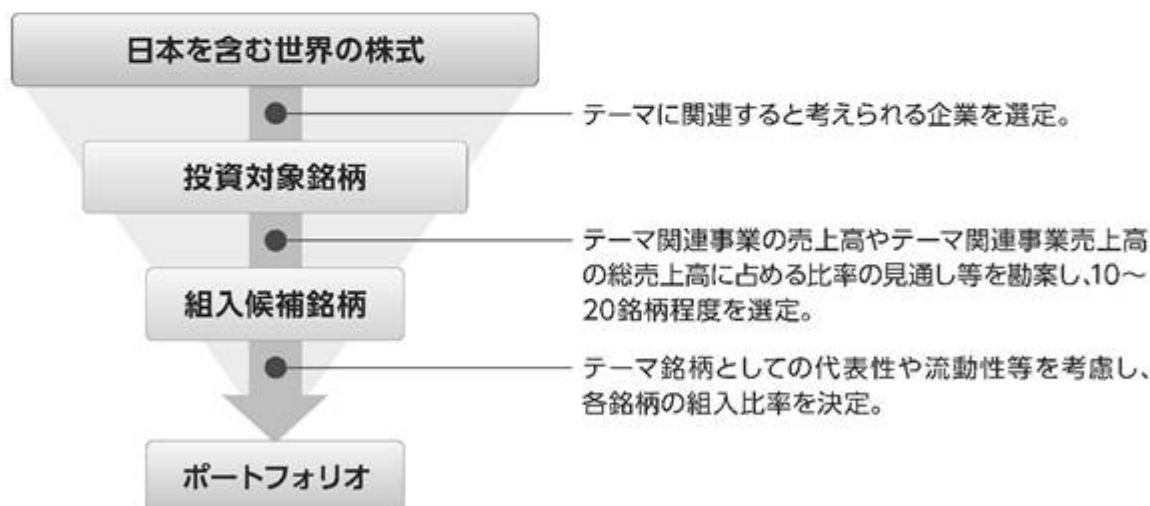 日本を含む世界の株式
テーマに関連すると考えられる企業を選定。
投資対象銘柄
テーマ関連事業の売上高やテーマ関連事業売上高
の総売上高に占める比率の見通し等を勘案し、10〜
20銘柄程度を選定。
組入候補銘柄
テーマ銘柄としての代表性や流動性等を考慮し、
各銘柄の組入比率を決定。
ポートフォリオ